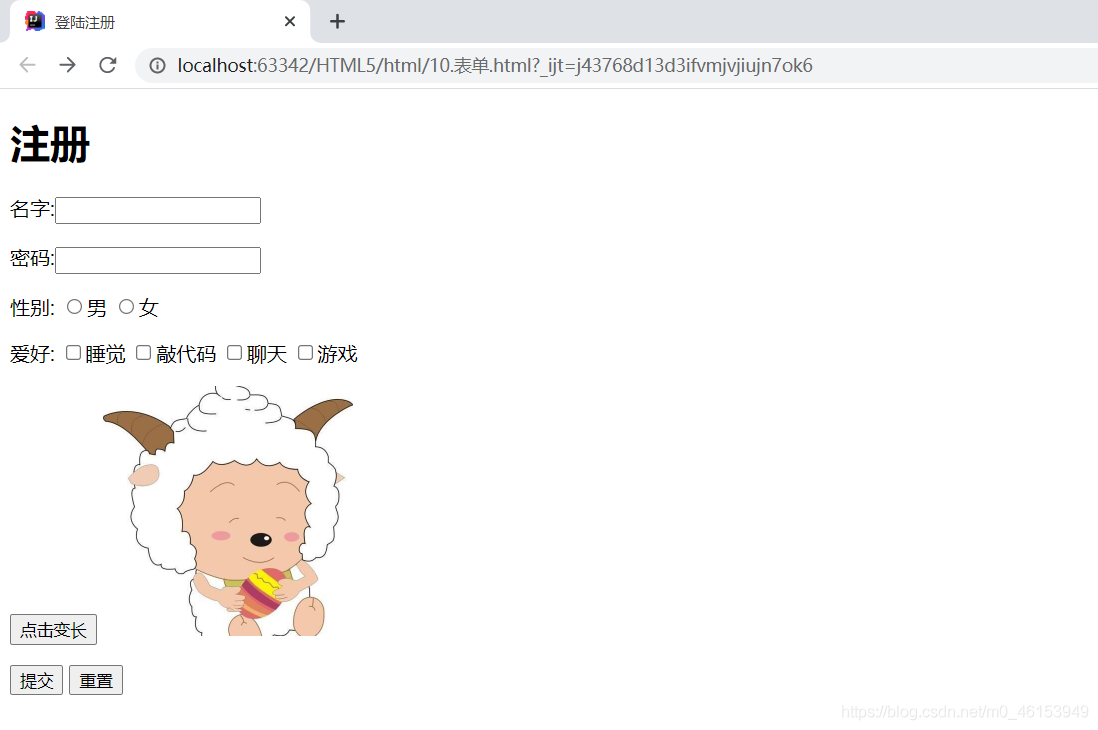 登陆注册
localhost:63342/HTML5/html/10.表单.html?_ijt=j43768d13d3ifvmjvjiujn7ok6
注册
名字:
密码:
性别: 男 女
爱好: 睡觉 敲代码 聊天 游戏
点击变长
提交 重置
https://blog.csdn.net/m0_46153949